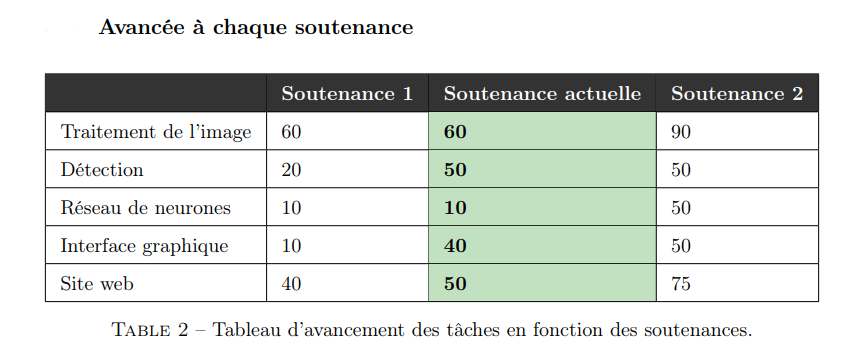 Avancée à chaque soutenance
Soutenance 1 Soutenance actuelle Soutenance 2
Traitement de l'image 60 60 90
Détection 20 50 50
Réseau de neurones 10 10 50
Interface graphique 10 40 50
Site web 40 50 75
TABLE 2 – Tableau d'avancement des tâches en fonction des soutenances.